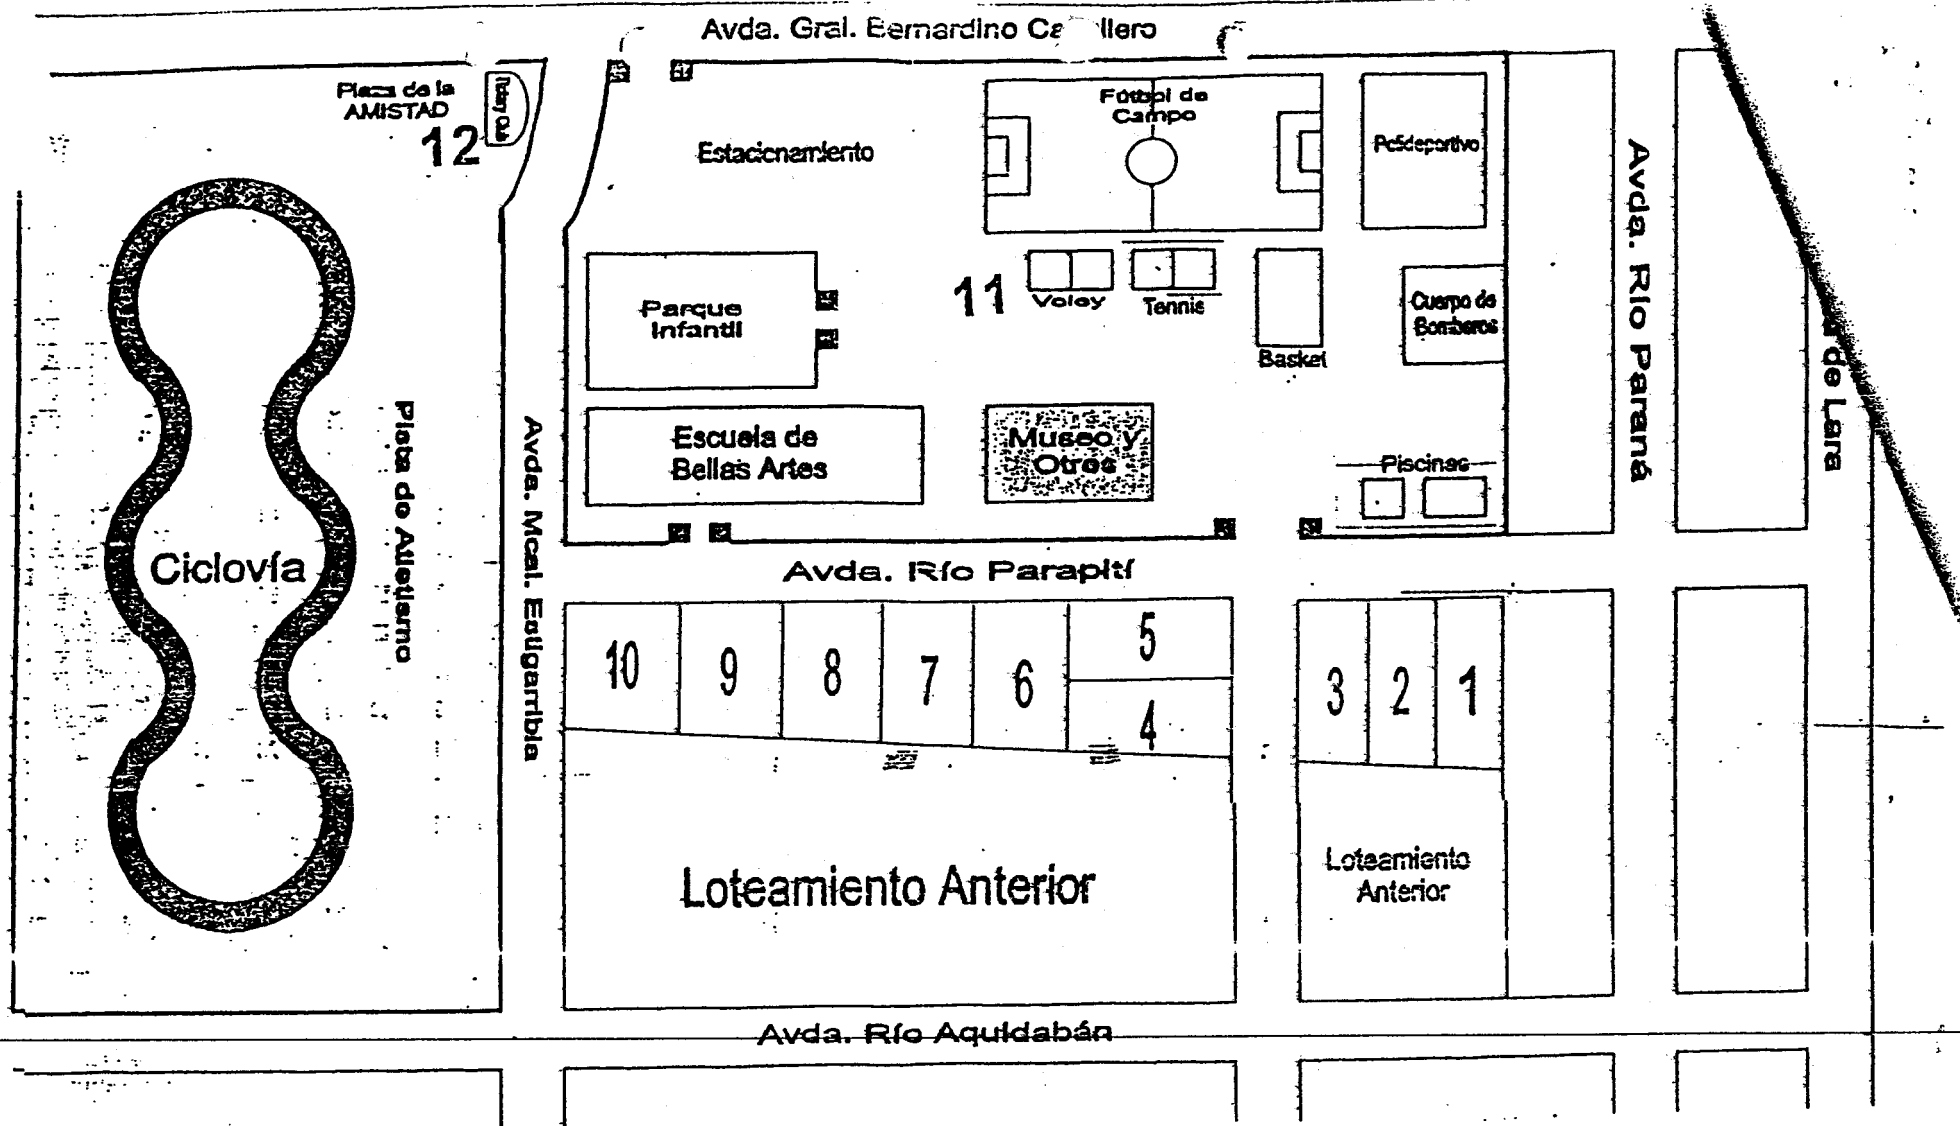 Avda. Gral. Bernardino
Plaza de la
AMISTAD
12
Rotary Club
Estacionamiento
Fútbol de
Campo
Polideportivo
Parque
Infantil
11
Voley
Tennis
Basket
Cuerpo de
Bomberos
Avda. Río Paraná
de Lara
Escuela de
Bellas Artes
Museo y
Otros
Piscinas
Ciclovía
Pista de Atletismo
Avda. Mcal. Estigarribia
Avda. Río Parapití
10 9 8 7 6 5
4
3 2 1
Loteamiento Anterior
Loteamiento
Anterior
Avda. Río Aquidabán